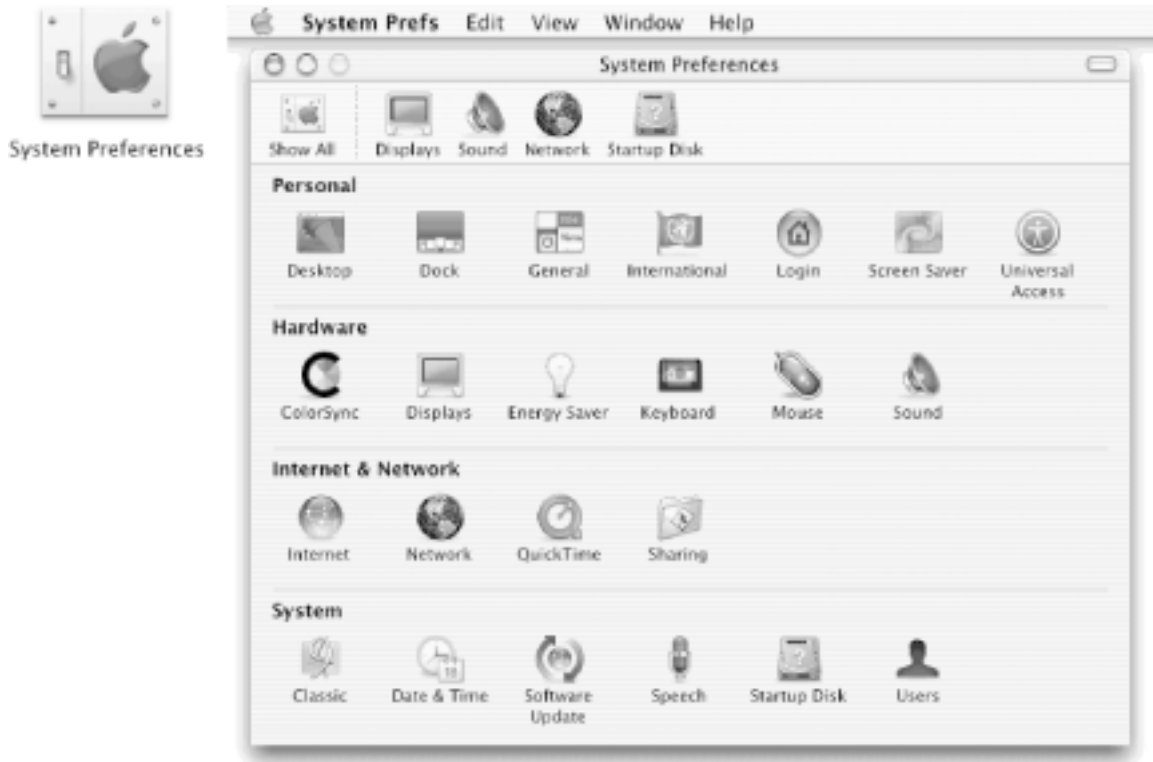 System Prefs Edit View Window Help
System Preferences
System Preferences
Show All Displays Sound Network Startup Disk
Personal
Desktop Dock General International Login Screen Saver Universal Access
Hardware
ColorSync Displays Energy Saver Keyboard Mouse Sound
Internet & Network
Internet Network QuickTime Sharing
System
Classic Date & Time Software Update Speech Startup Disk Users